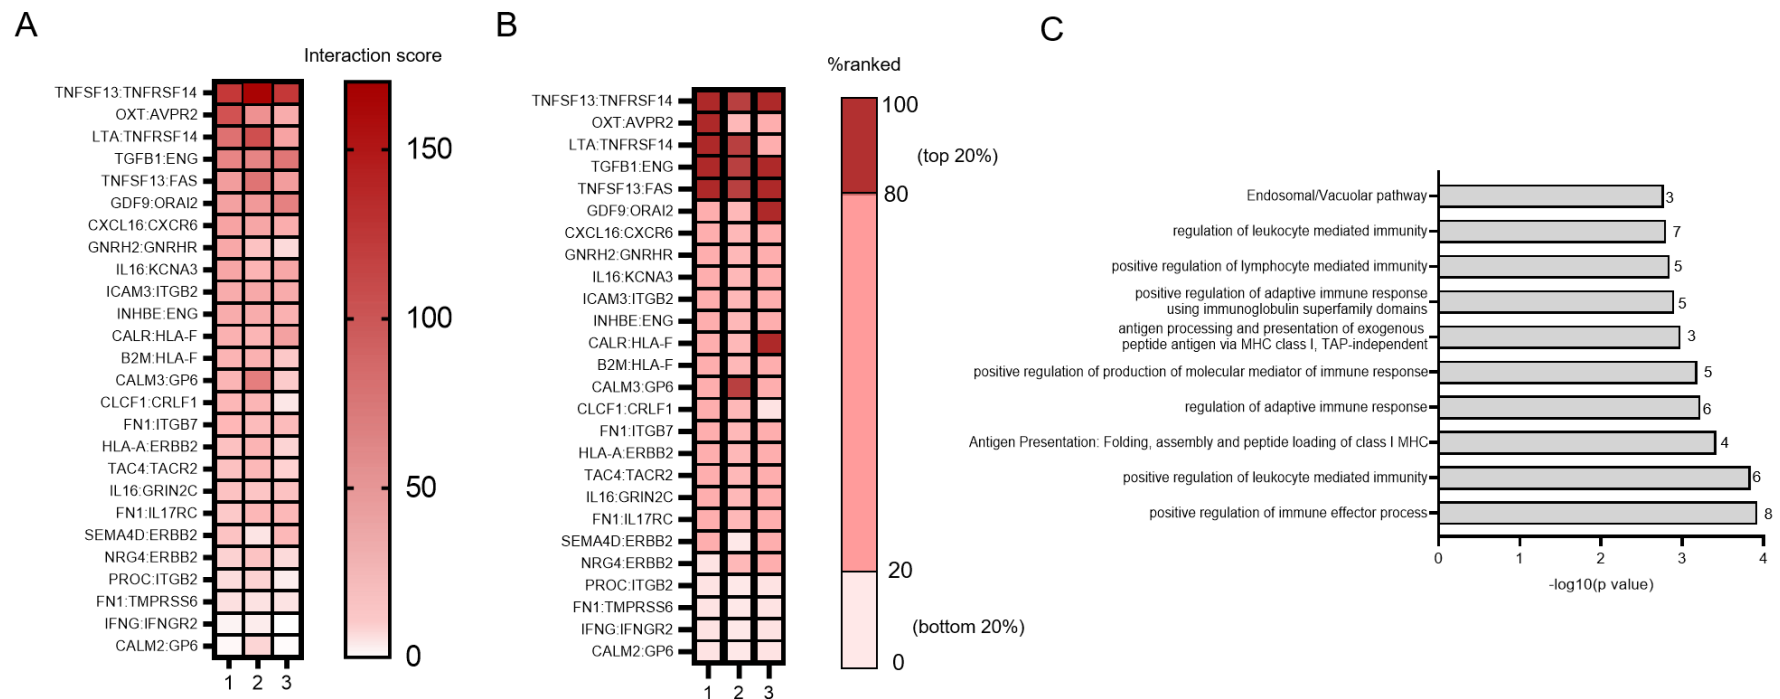 A
Interaction score
TNFSF13:TNFRSF14
OXT:AVPR2
LTA:TNFRSF14
TGFB1:ENG
TNFSF13:FAS
GDF9:ORAI2
CXCL16:CXCR6
GNRH2:GNRHR
IL16:KCNA3
ICAM3:ITGB2
INHBE:ENG
CALR:HLA-F
B2M:HLA-F
CALM3:GP6
CLCF1:CRLF1
FN1:ITGB7
HLA-A:ERBB2
TAC4:TACR2
IL16:GRIN2C
FN1:IL17RC
SEMA4D:ERBB2
NRG4:ERBB2
PROC:ITGB2
FN1:TMPRSS6
IFNG:IFNGR2
CALM2:GP6
1 2 3
150
100
50
0
B
%ranked
TNFSF13:TNFRSF14
OXT:AVPR2
LTA:TNFRSF14
TGFB1:ENG
TNFSF13:FAS
GDF9:ORAI2
CXCL16:CXCR6
GNRH2:GNRHR
IL16:KCNA3
ICAM3:ITGB2
INHBE:ENG
CALR:HLA-F
B2M:HLA-F
CALM3:GP6
CLCF1:CRLF1
FN1:ITGB7
HLA-A:ERBB2
TAC4:TACR2
IL16:GRIN2C
FN1:IL17RC
SEMA4D:ERBB2
NRG4:ERBB2
PROC:ITGB2
FN1:TMPRSS6
IFNG:IFNGR2
CALM2:GP6
1 2 3
100
(top 20%)
80
20
(bottom 20%)
0
C
Endosomal/Vacuolar pathway 3
regulation of leukocyte mediated immunity 7
positive regulation of lymphocyte mediated immunity 5
positive regulation of adaptive immune response
using immunoglobulin superfamily domains 5
antigen processing and presentation of exogenous
peptide antigen via MHC class I, TAP-independent 3
positive regulation of production of molecular mediator of immune response 5
regulation of adaptive immune response 6
Antigen Presentation: Folding, assembly and peptide loading of class I MHC 4
positive regulation of leukocyte mediated immunity 6
positive regulation of immune effector process 8
0 1 2 3 4
-log10(p value)